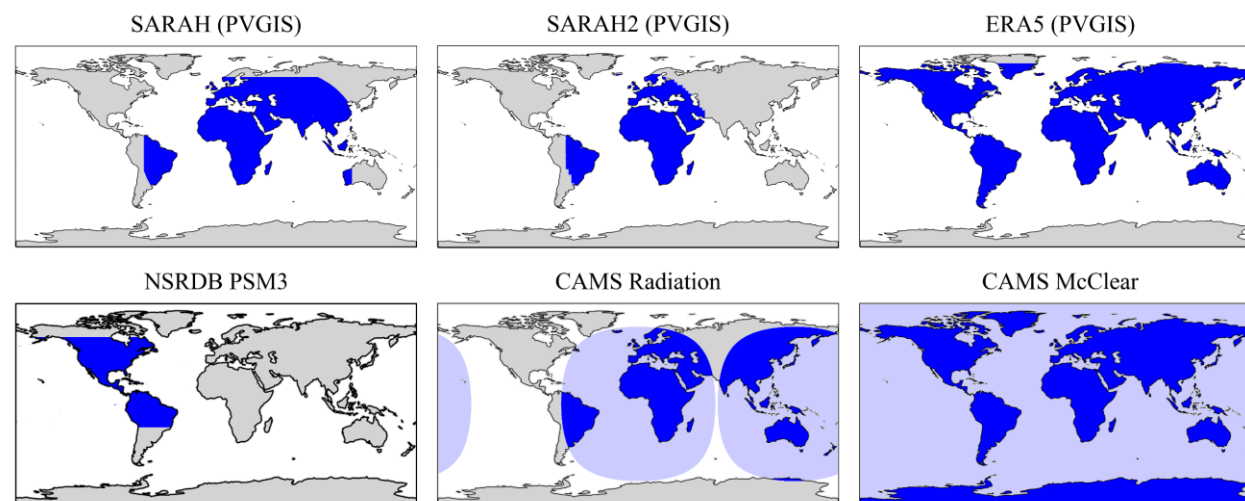 SARAH (PVGIS)
SARAH2 (PVGIS)
ERA5 (PVGIS)
NSRDB PSM3
CAMS Radiation
CAMS McClear